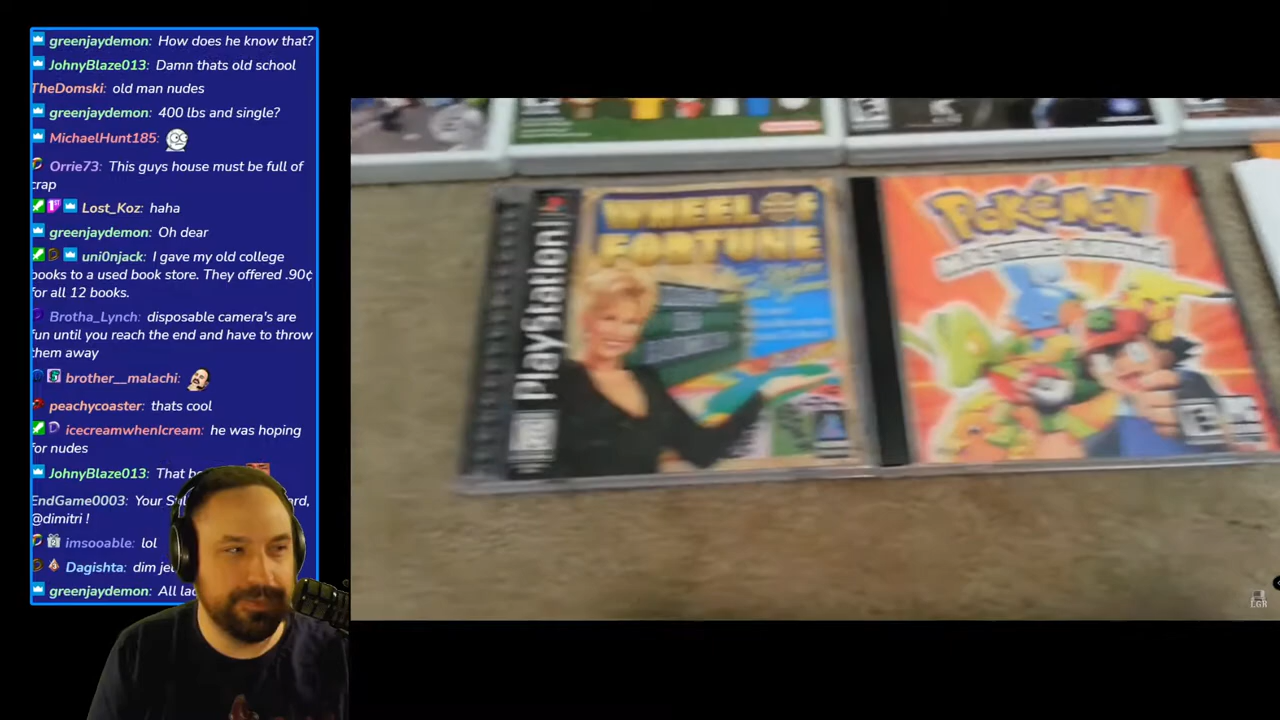 greenjaydemon: How does he know that?
JohnyBlaze013: Damn thats old school
TheDomski: old man nudes
greenjaydemon: 400 lbs and single?
MichaelHunt185:
Orrie73: This guys house must be full of
crap
Lost_Koz: haha
greenjaydemon: Oh dear
uni0njack: I gave my old college
books to a used book store. They offered .90¢
for all 12 books.
Brotha_Lynch: disposable camera's are
fun until you reach the end and have to throw
them away
brother__malachi:
peachycoaster: thats cool
icecreamwhenIcream: he was hoping
for nudes
JohnyBlaze013: That
EndGame0003: Your
@dimitri !
imsooable: lol
Dagishta: dim
greenjaydemon: All
PlayStation
WHEEL OF
FORTUNE
POKéMON
MASTERS ARENA
LGR